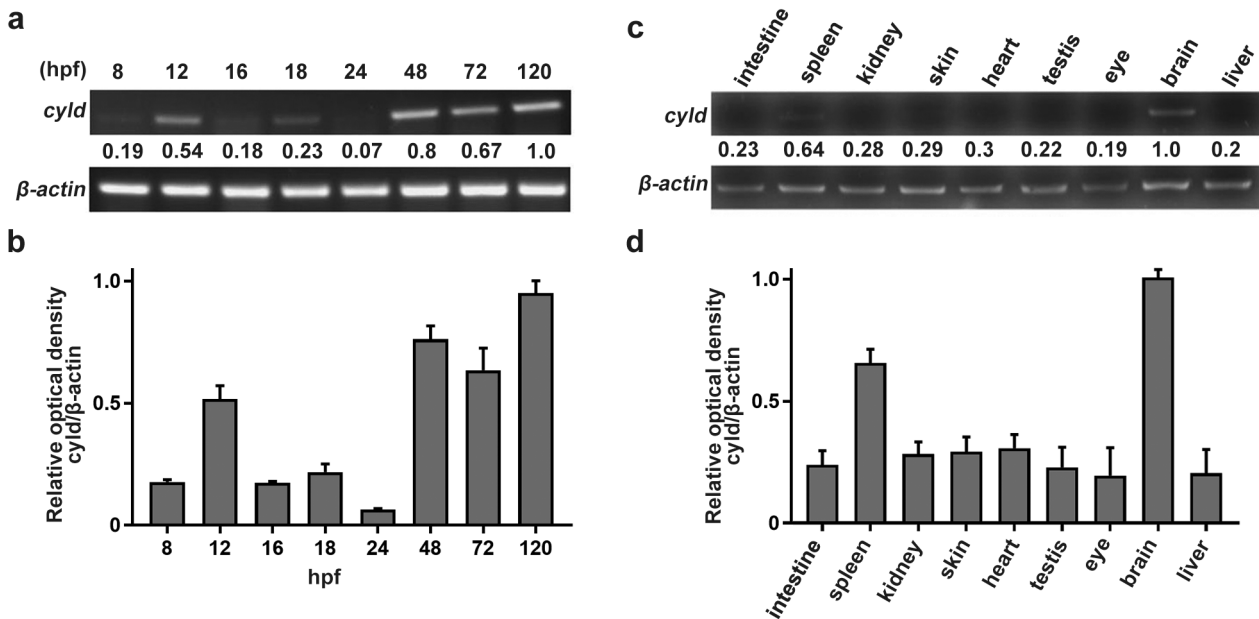 a
(hpf) 8 12 16 18 24 48 72 120
cyld
0.19 0.54 0.18 0.23 0.07 0.8 0.67 1.0
β-actin
b
Relative optical density
cyld/β-actin
1.0
0.5
0
8 12 16 18 24 48 72 120
hpf
c
intestine spleen kidney skin heart testis eye brain liver
cyld
0.23 0.64 0.28 0.29 0.3 0.22 0.19 1.0 0.2
β-actin
d
Relative optical density
cyld/β-actin
1.0
0.5
0
intestine spleen kidney skin heart testis eye brain liver